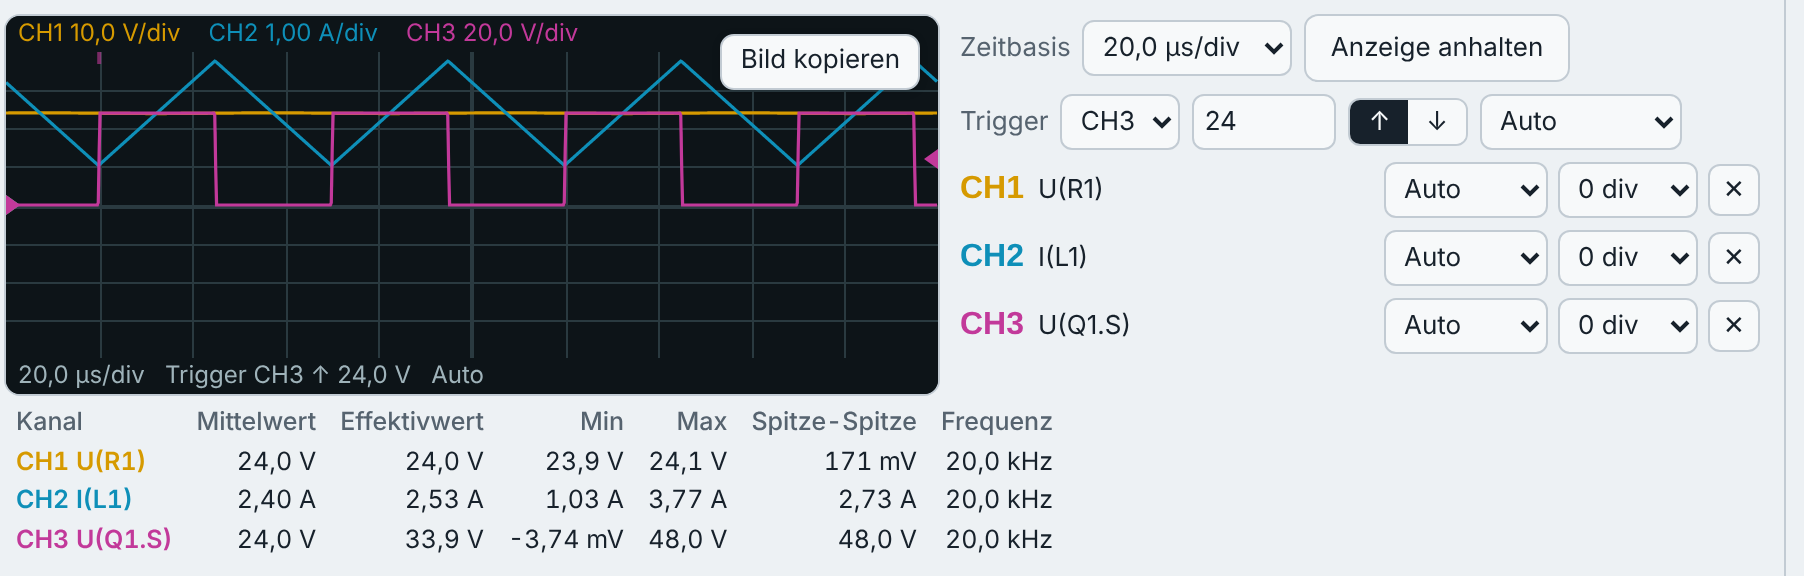 CH1 10,0 V/div CH2 1,00 A/div CH3 20,0 V/div
Bild kopieren
20,0 µs/div Trigger CH3 ↑ 24,0 V Auto
Zeitbasis 20,0 µs/div Anzeige anhalten
Trigger CH3 24 ↑ ↓ Auto
CH1 U(R1) Auto 0 div ✕
CH2 I(L1) Auto 0 div ✕
CH3 U(Q1.S) Auto 0 div ✕
Kanal Mittelwert Effektivwert Min Max Spitze-Spitze Frequenz
CH1 U(R1) 24,0 V 24,0 V 23,9 V 24,1 V 171 mV 20,0 kHz
CH2 I(L1) 2,40 A 2,53 A 1,03 A 3,77 A 2,73 A 20,0 kHz
CH3 U(Q1.S) 24,0 V 33,9 V -3,74 mV 48,0 V 48,0 V 20,0 kHz